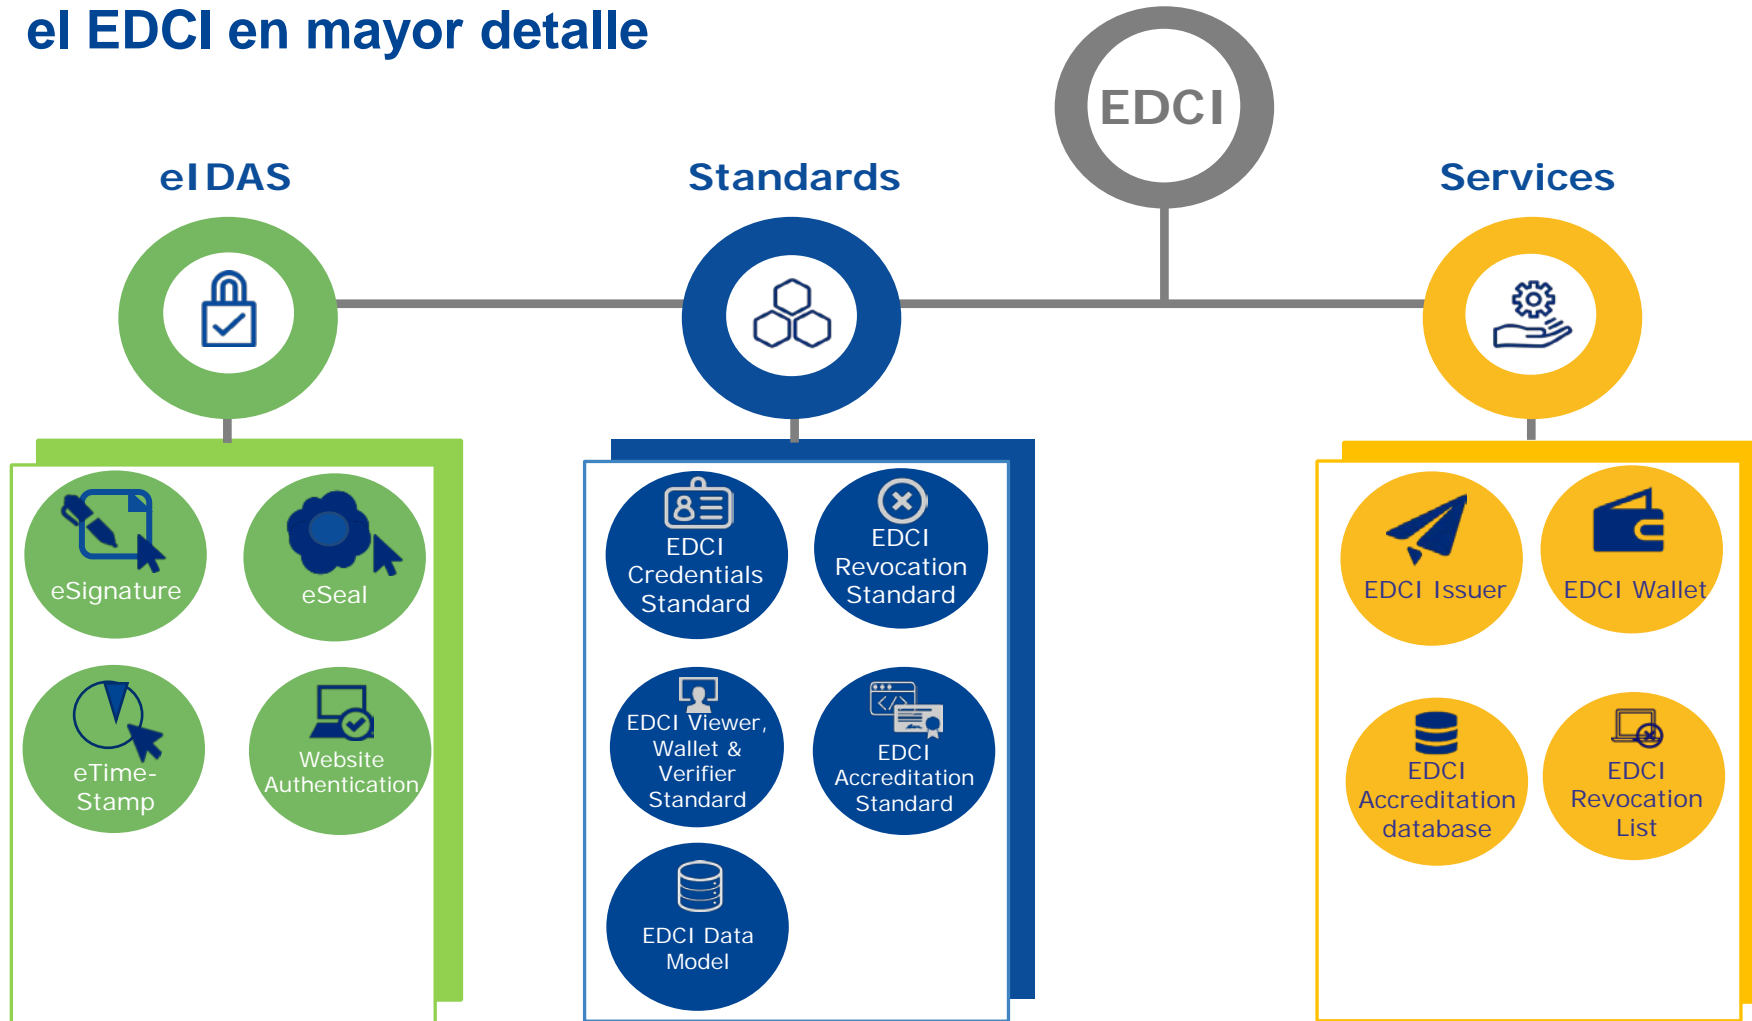 el EDCI en mayor detalle
EDCI
eIDAS
Standards
Services
eSignature
eSeal
eTime-
Stamp
Website
Authentication
EDCI
Credentials
Standard
EDCI
Revocation
Standard
EDCI Viewer,
Wallet &
Verifier
Standard
EDCI
Accreditation
Standard
EDCI Data
Model
EDCI Issuer
EDCI Wallet
EDCI
Accreditation
database
EDCI
Revocation
List